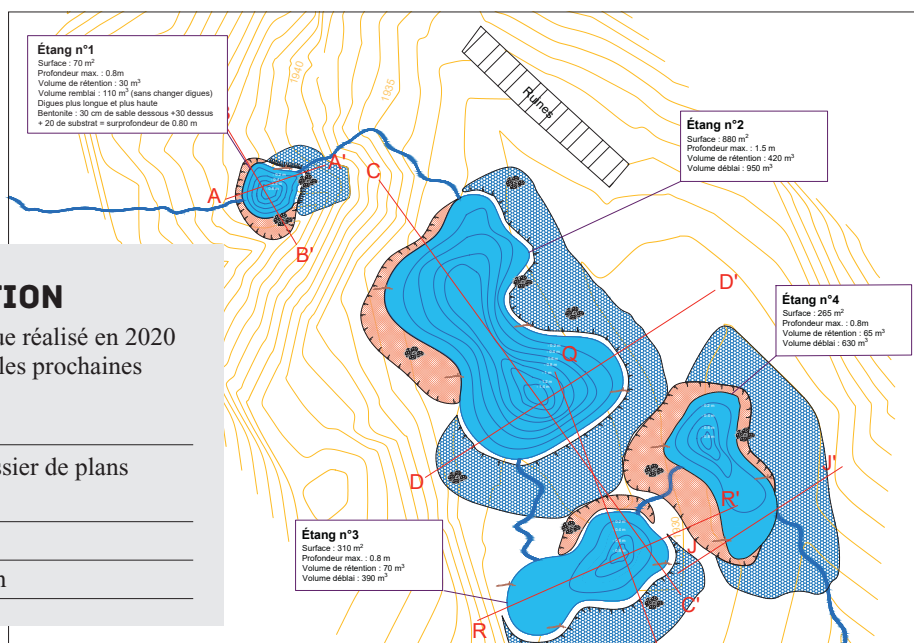 Étang n°1
Surface : 70 m²
Profondeur max. : 0.8m
Volume de rétention : 30 m³
Volume remblai : 110 m³ (sans changer digues)
Digues plus longue et plus haute
Bentonite : 30 cm de sable dessous +30 dessus
+ 20 de substrat = surprofondeur de 0.80 m
1940
1935
Ruines
Étang n°2
Surface : 880 m²
Profondeur max. : 1.5 m
Volume de rétention : 420 m³
Volume déblai : 950 m³
A
A'
B'
C
D'
TION
ue réalisé en 2020
les prochaines
ssier de plans
n
Étang n°4
Surface : 265 m²
Profondeur max. : 0.8m
Volume de rétention : 65 m³
Volume déblai : 630 m³
Q
D
J'
R'
Étang n°3
Surface : 310 m²
Profondeur max. : 0.8 m
Volume de rétention : 70 m³
Volume déblai : 390 m³
J
C'
R